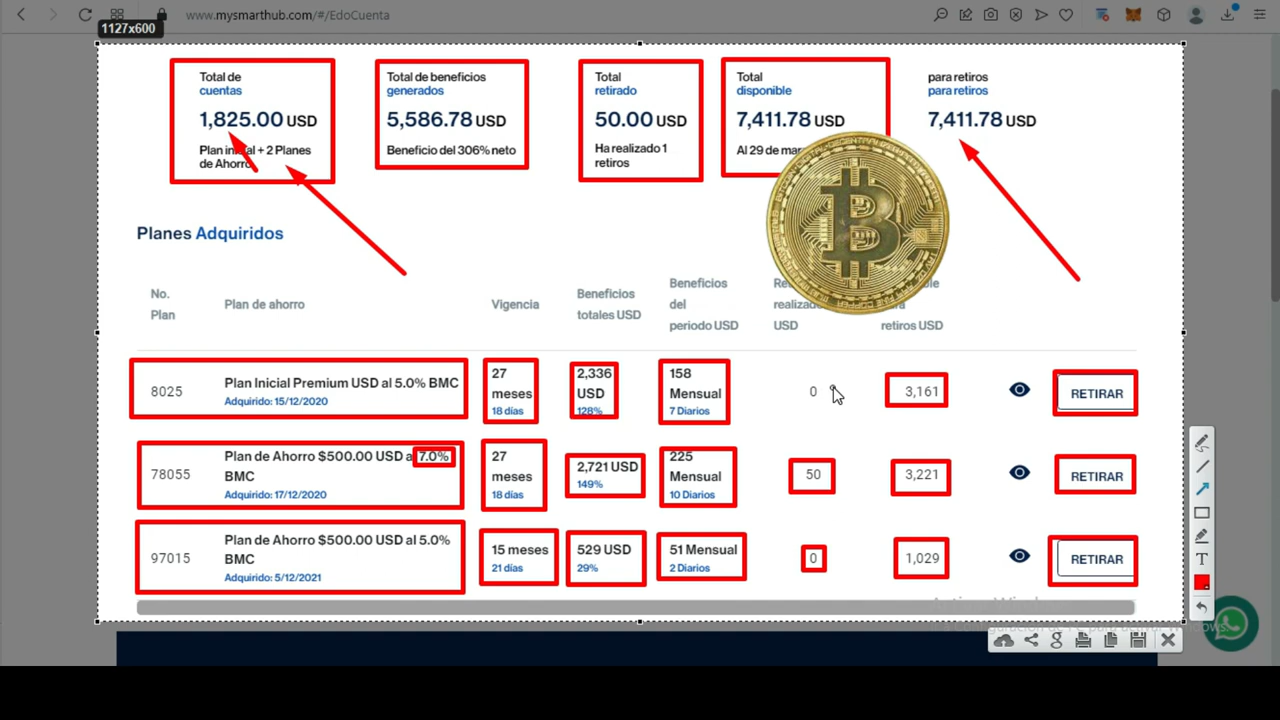 www.mysmarthub.com/#/EdoCuenta
1127x600
Total de
cuentas
1,825.00 USD
Plan inicial + 2 Planes
de Ahorro
Total de beneficios
generados
5,586.78 USD
Beneficio del 306% neto
Total
retirado
50.00 USD
Ha realizado 1
retiros
Total
disponible
7,411.78 USD
Al 29 de
para retiros
para retiros
7,411.78 USD
Planes Adquiridos
No.
Plan
Plan de ahorro
Vigencia
Beneficios
totales USD
Beneficios
del
periodo USD
USD
retiros USD
8025
Plan Inicial Premium USD al 5.0% BMC
Adquirido: 15/12/2020
27
meses
18 días
2,336
USD
128%
158
Mensual
7 Diarios
0
3,161
RETIRAR
78055
Plan de Ahorro $500.00 USD a 7.0%
BMC
Adquirido: 17/12/2020
27
meses
18 días
2,721 USD
149%
225
Mensual
10 Diarios
50
3,221
RETIRAR
97015
Plan de Ahorro $500.00 USD al 5.0%
BMC
Adquirido: 5/12/2021
15 meses
21 días
529 USD
29%
51 Mensual
2 Diarios
0
1,029
RETIRAR